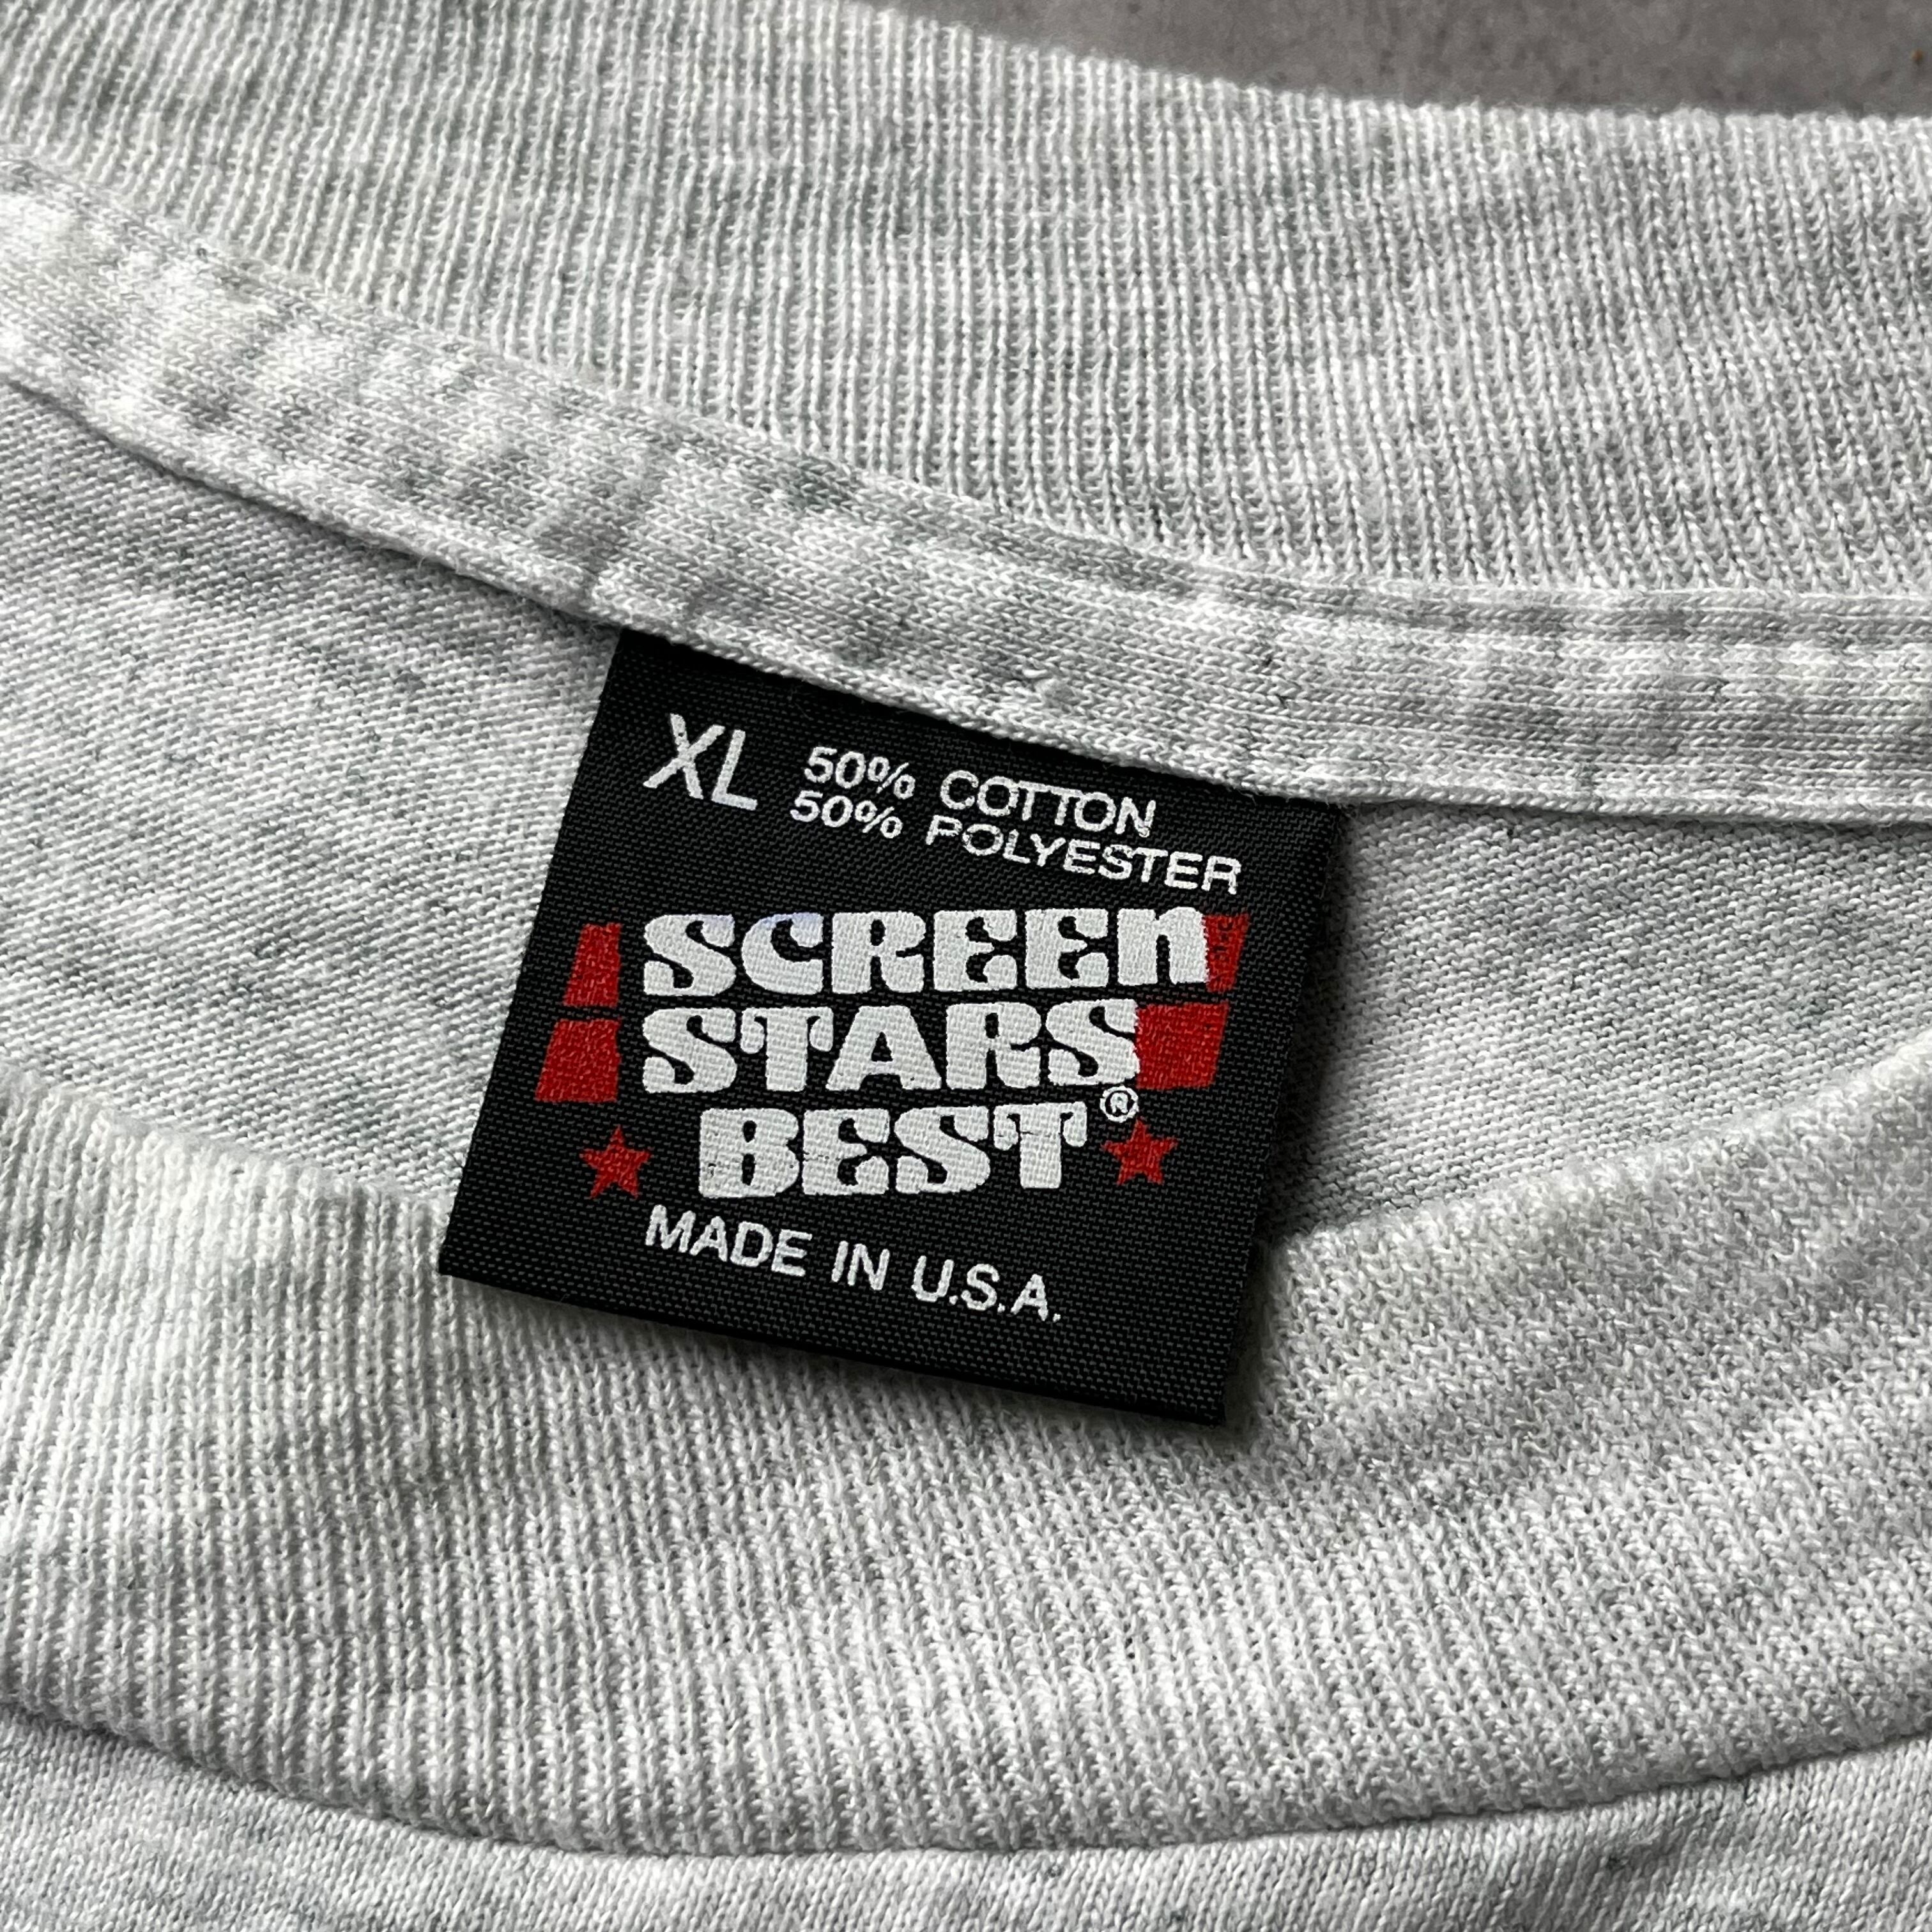 XL 50% COTTON
50% POLYESTER
SCREEn
STARS
BEST®
MADE IN U.S.A.